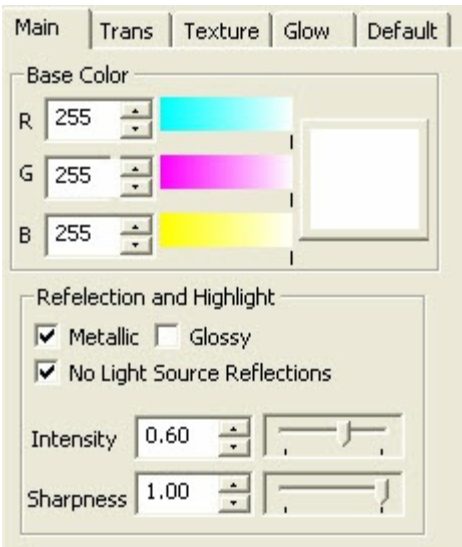 Main Trans Texture Glow Default
Base Color
R 255
G 255
B 255
Refelection and Highlight
Metallic Glossy
No Light Source Reflections
Intensity 0.60
Sharpness 1.00